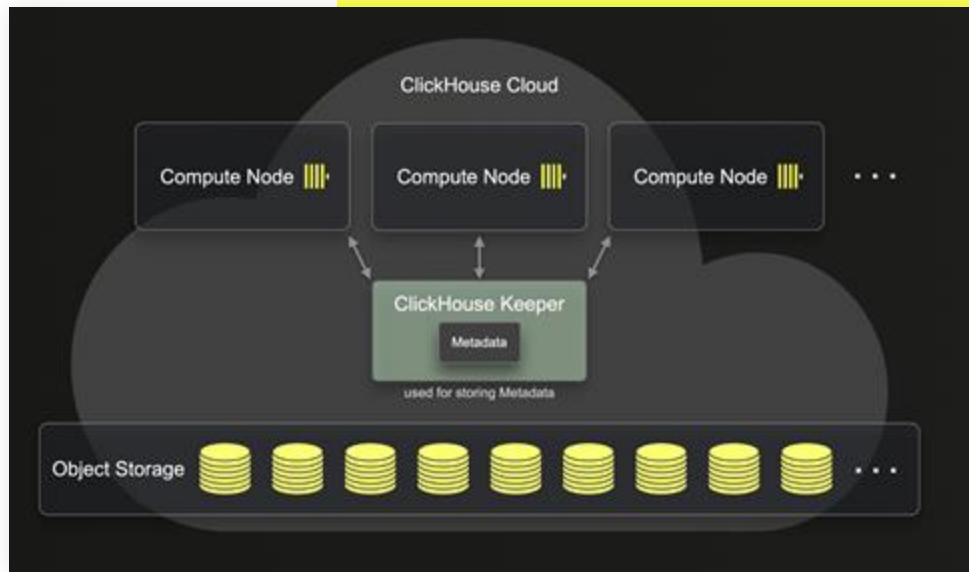 ClickHouse Cloud
Compute Node
Compute Node
Compute Node
. . .
ClickHouse Keeper
Metadata
used for storing Metadata
Object Storage
. . .